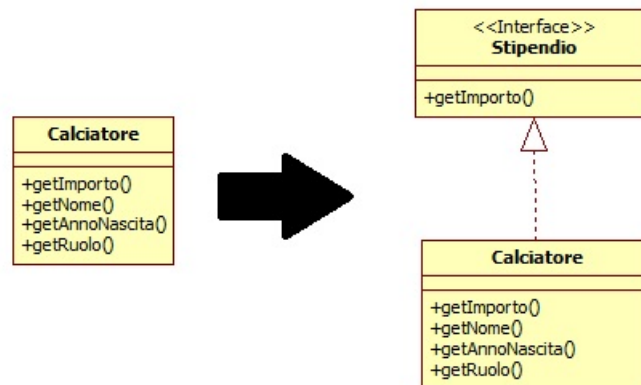 Calciatore
+getImporto()
+getNome()
+getAnnoNascita()
+getRuolo()
<<Interface>>
Stipendio
+getImporto()
Calciatore
+getImporto()
+getNome()
+getAnnoNascita()
+getRuolo()